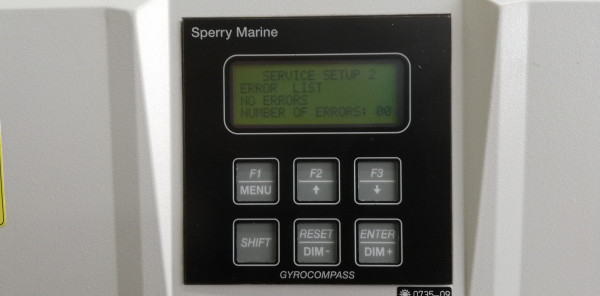 Sperry Marine
SERVICE SETUP 2
ERROR LIST
NO ERRORS
NUMBER OF ERRORS: 00
F1 F2 F3
MENU ↑ ↓
SHIFT RESET ENTER
DIM- DIM+
GYROCOMPASS
0735-09